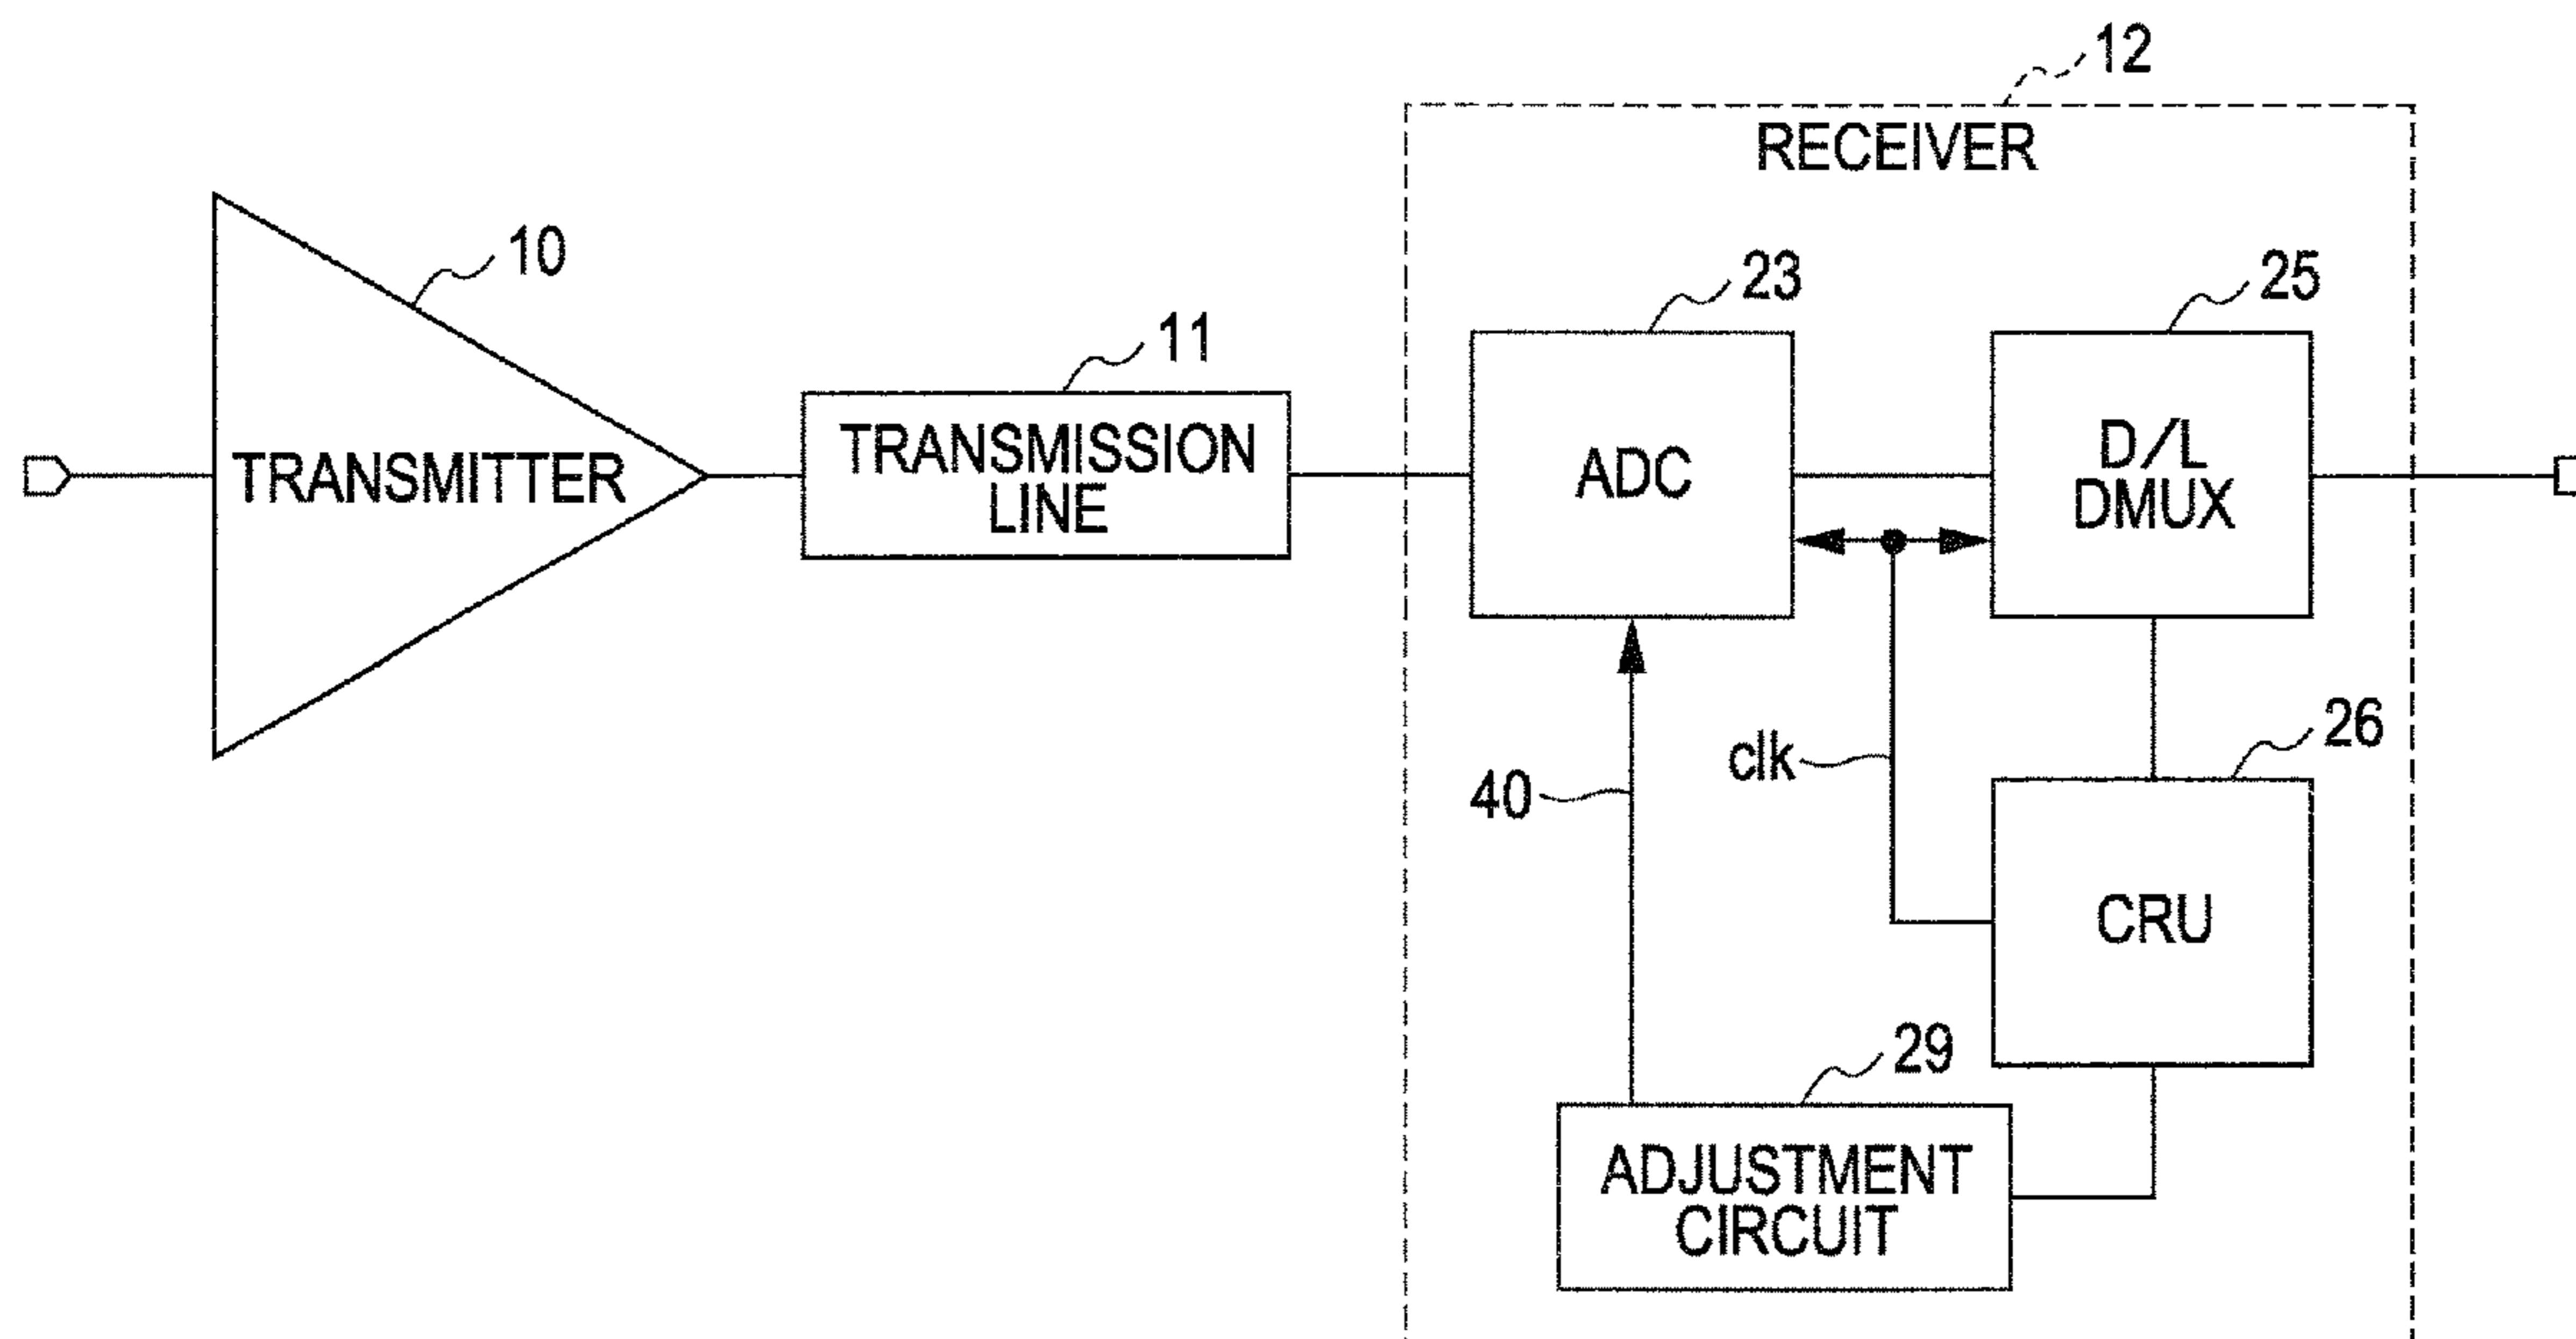 12
RECEIVER
10
23
25
11
TRANSMITTER
TRANSMISSION
LINE
ADC
D/L
DMUX
26
clk
40
CRU
29
ADJUSTMENT
CIRCUIT